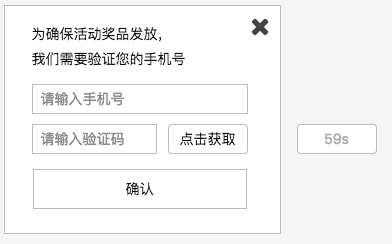 为确保活动奖品发放，
我们需要验证您的手机号
请输入手机号
请输入验证码 点击获取 59s
确认